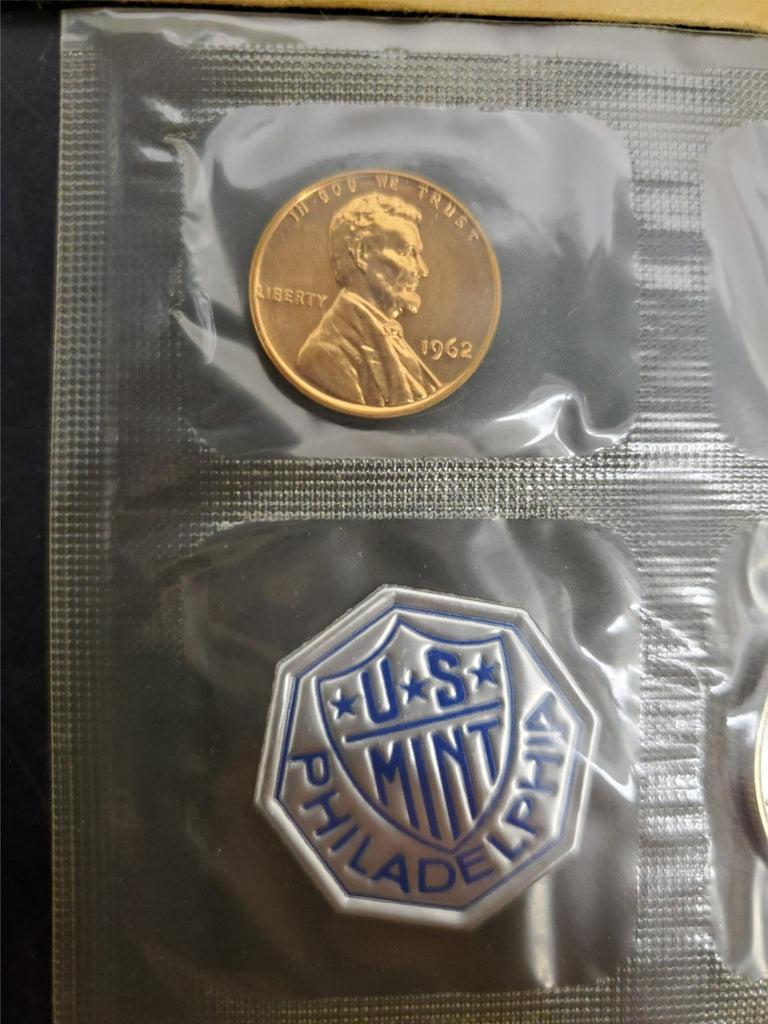 IN GOD WE TRUST
LIBERTY
1962
U S
MINT
PHILADELPHIA